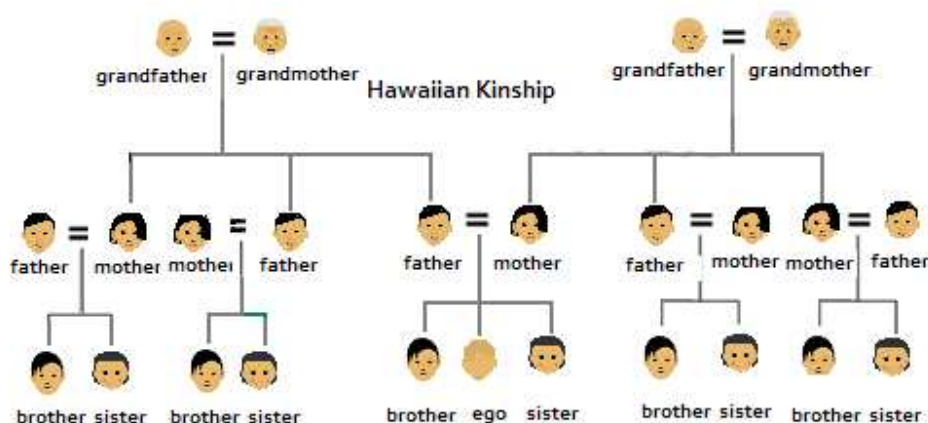 grandfather grandmother grandfather grandmother
Hawaiian Kinship
father mother mother father father mother father mother mother father
brother sister brother sister brother ego sister brother sister brother sister